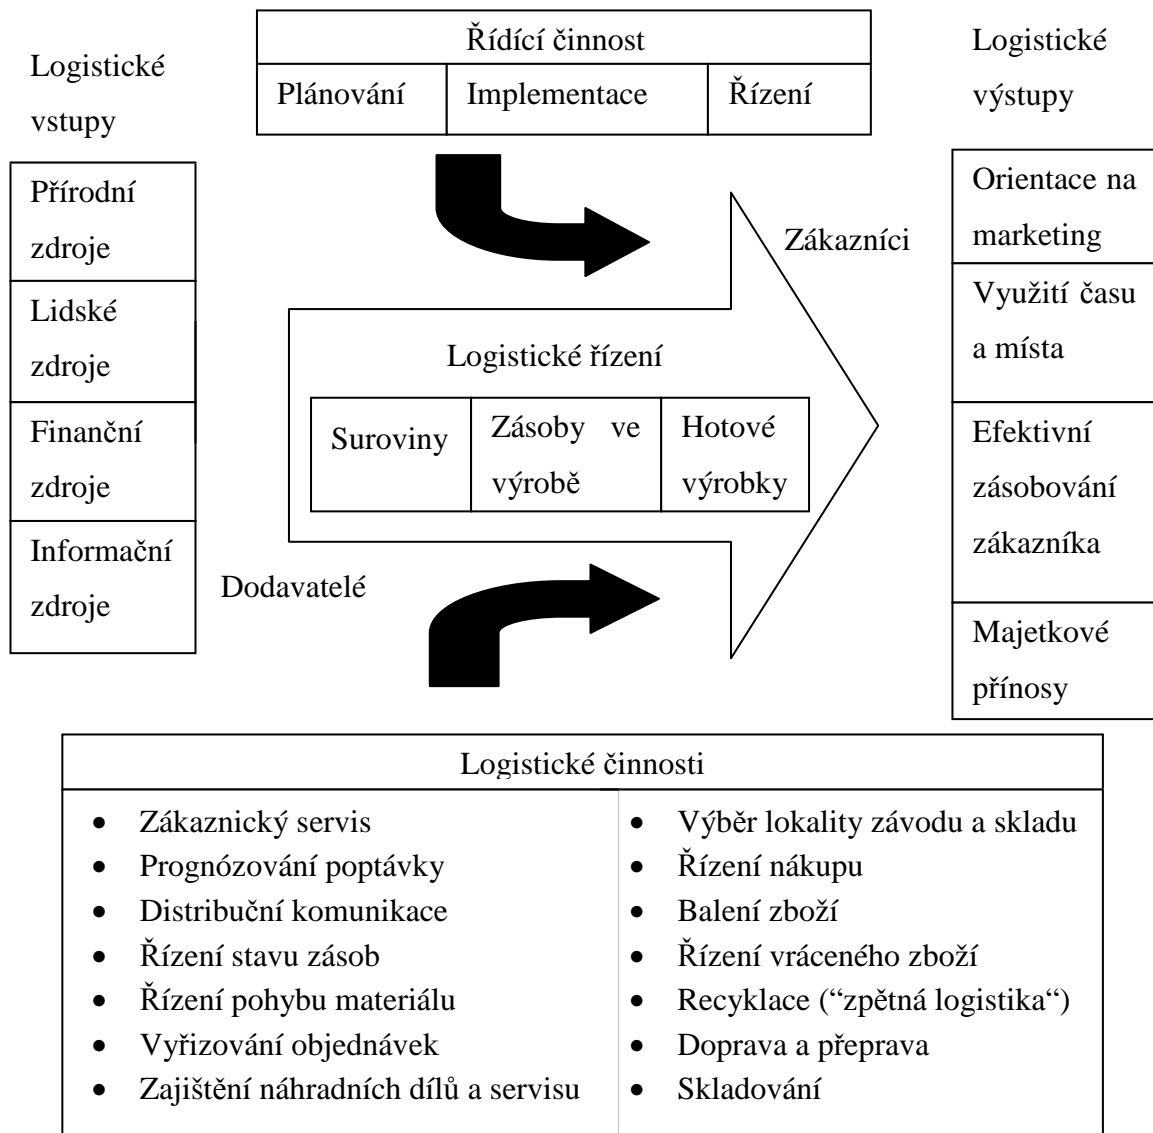 Logistické
vstupy
Přírodní
zdroje
Lidské
zdroje
Finanční
zdroje
Informační
zdroje
Řídící činnost
Plánování Implementace Řízení
Zákazníci
Logistické řízení
Suroviny
Zásoby ve
výrobě
Hotové
výrobky
Dodavatelé
Logistické
výstupy
Orientace na
marketing
Využití času
a místa
Efektivní
zásobování
zákazníka
Majetkové
přínosy
Logistické činnosti
• Zákaznický servis
• Prognózování poptávky
• Distribuční komunikace
• Řízení stavu zásob
• Řízení pohybu materiálu
• Vyřizování objednávek
• Zajištění náhradních dílů a servisu
• Výběr lokality závodu a skladu
• Řízení nákupu
• Balení zboží
• Řízení vráceného zboží
• Recyklace (“zpětná logistika“)
• Doprava a přeprava
• Skladování